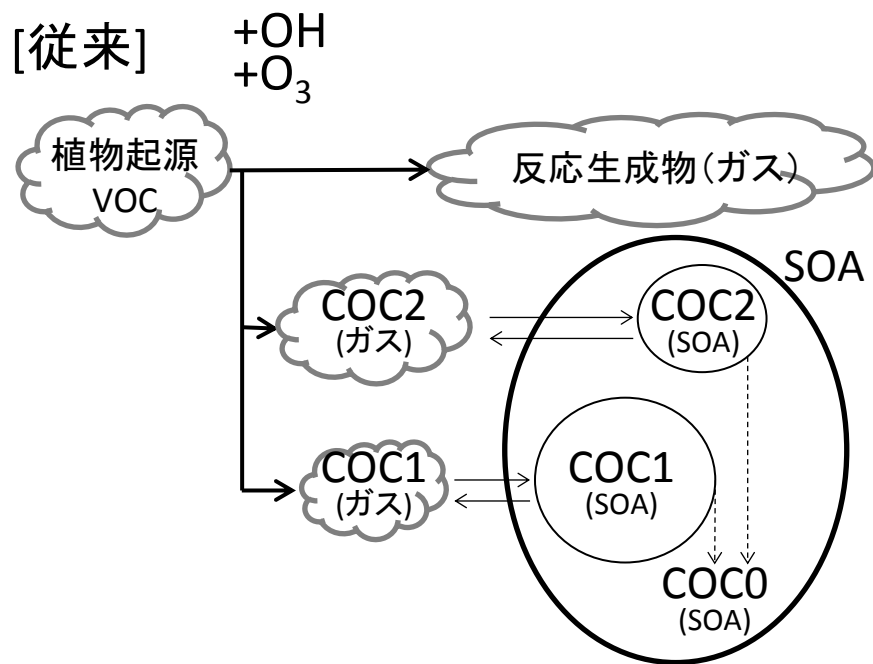 [従来]
+OH
+O₃
植物起源
VOC
反応生成物(ガス)
SOA
COC2
(ガス)
COC2
(SOA)
COC1
(ガス)
COC1
(SOA)
COC0
(SOA)